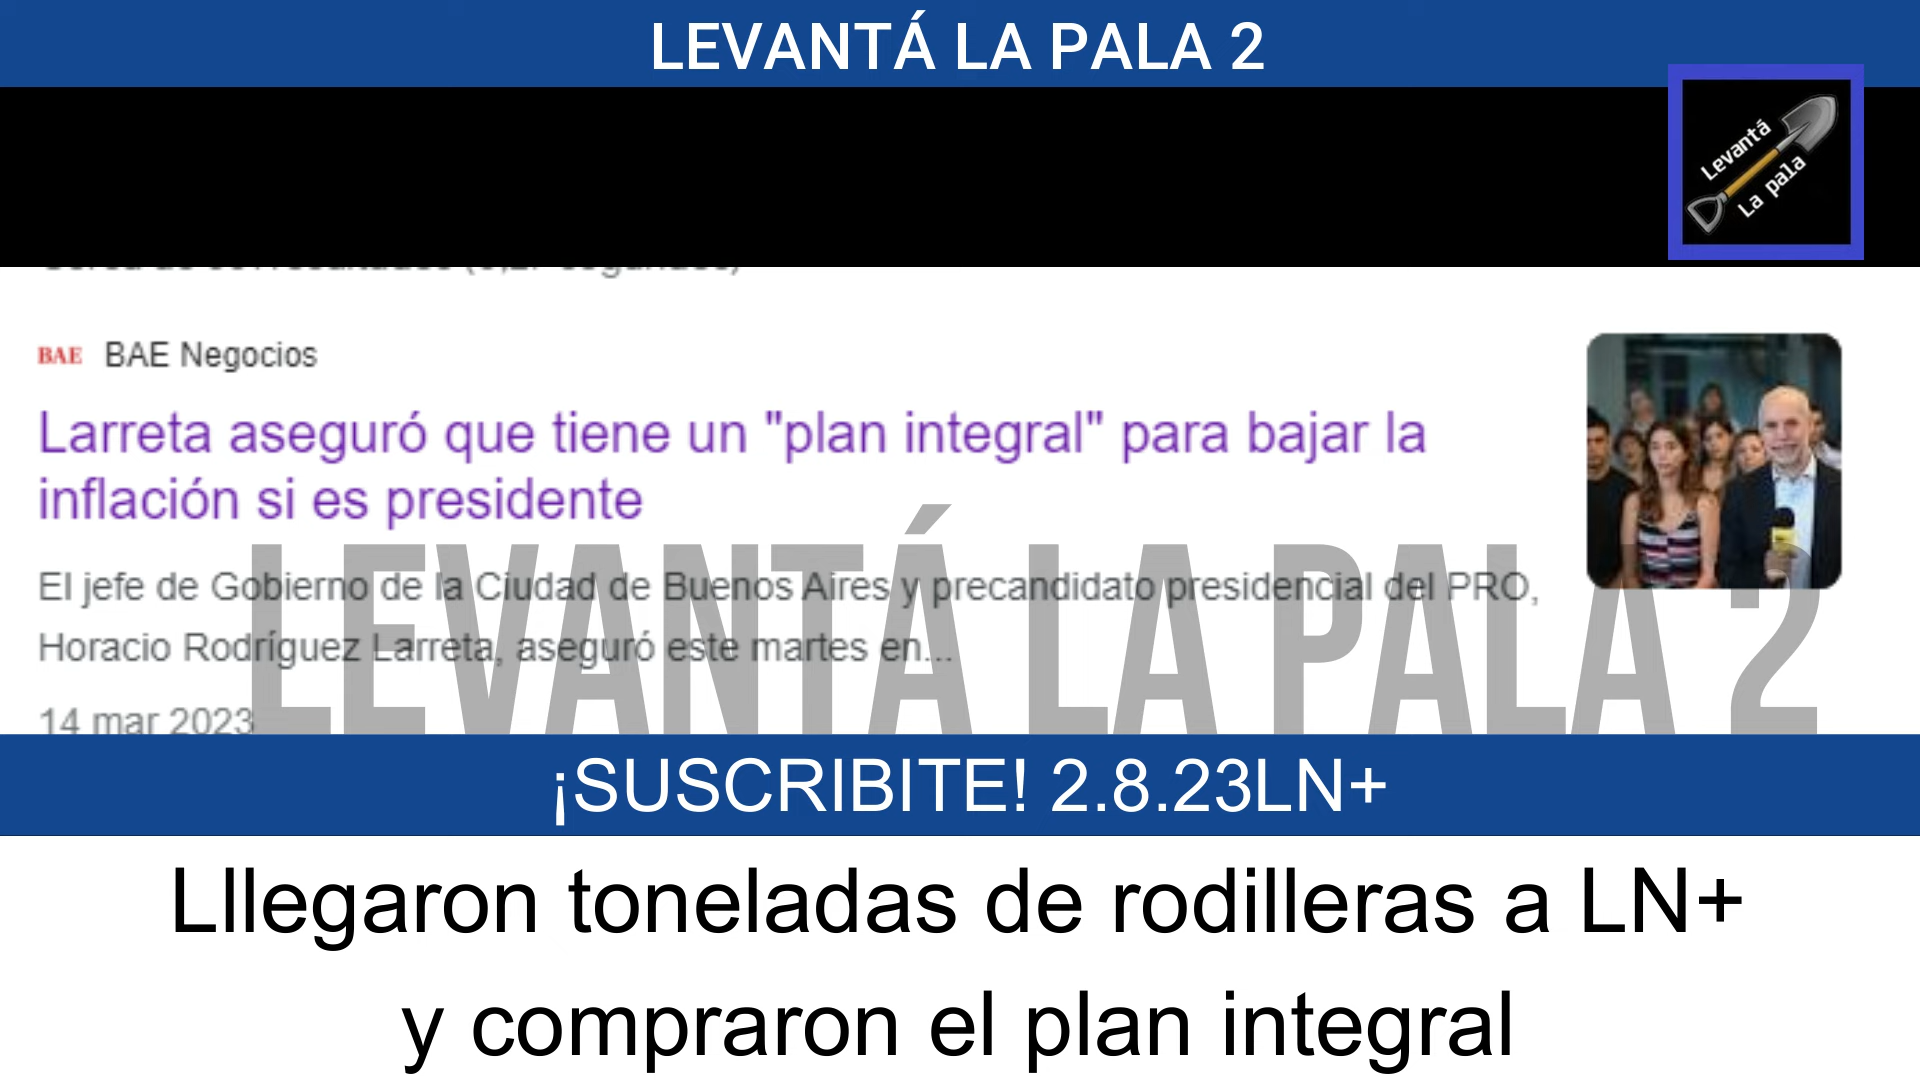 LEVANTÁ LA PALA 2
Levantá
La pala
BAE BAE Negocios
Larreta aseguró que tiene un "plan integral" para bajar la
inflación si es presidente
El jefe de Gobierno de la Ciudad de Buenos Aires y precandidato presidencial del PRO,
Horacio Rodríguez Larreta, aseguró este martes en...
14 mar 2023
LEVANTÁ LA PALA 2
¡SUSCRIBITE! 2.8.23LN+
Lllegaron toneladas de rodilleras a LN+
y compraron el plan integral